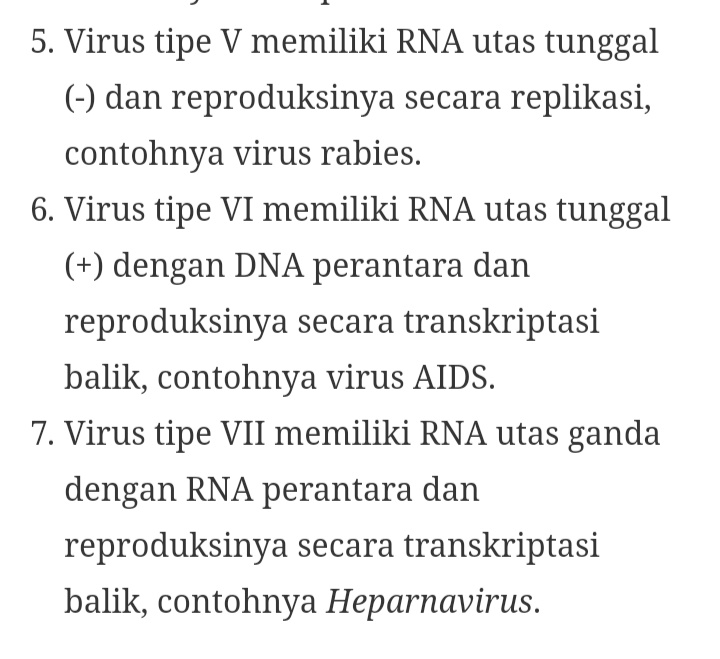 5. Virus tipe V memiliki RNA utas tunggal
(-) dan reproduksinya secara replikasi,
contohnya virus rabies.
6. Virus tipe VI memiliki RNA utas tunggal
(+) dengan DNA perantara dan
reproduksinya secara transkriptasi
balik, contohnya virus AIDS.
7. Virus tipe VII memiliki RNA utas ganda
dengan RNA perantara dan
reproduksinya secara transkriptasi
balik, contohnya Heparnavirus.